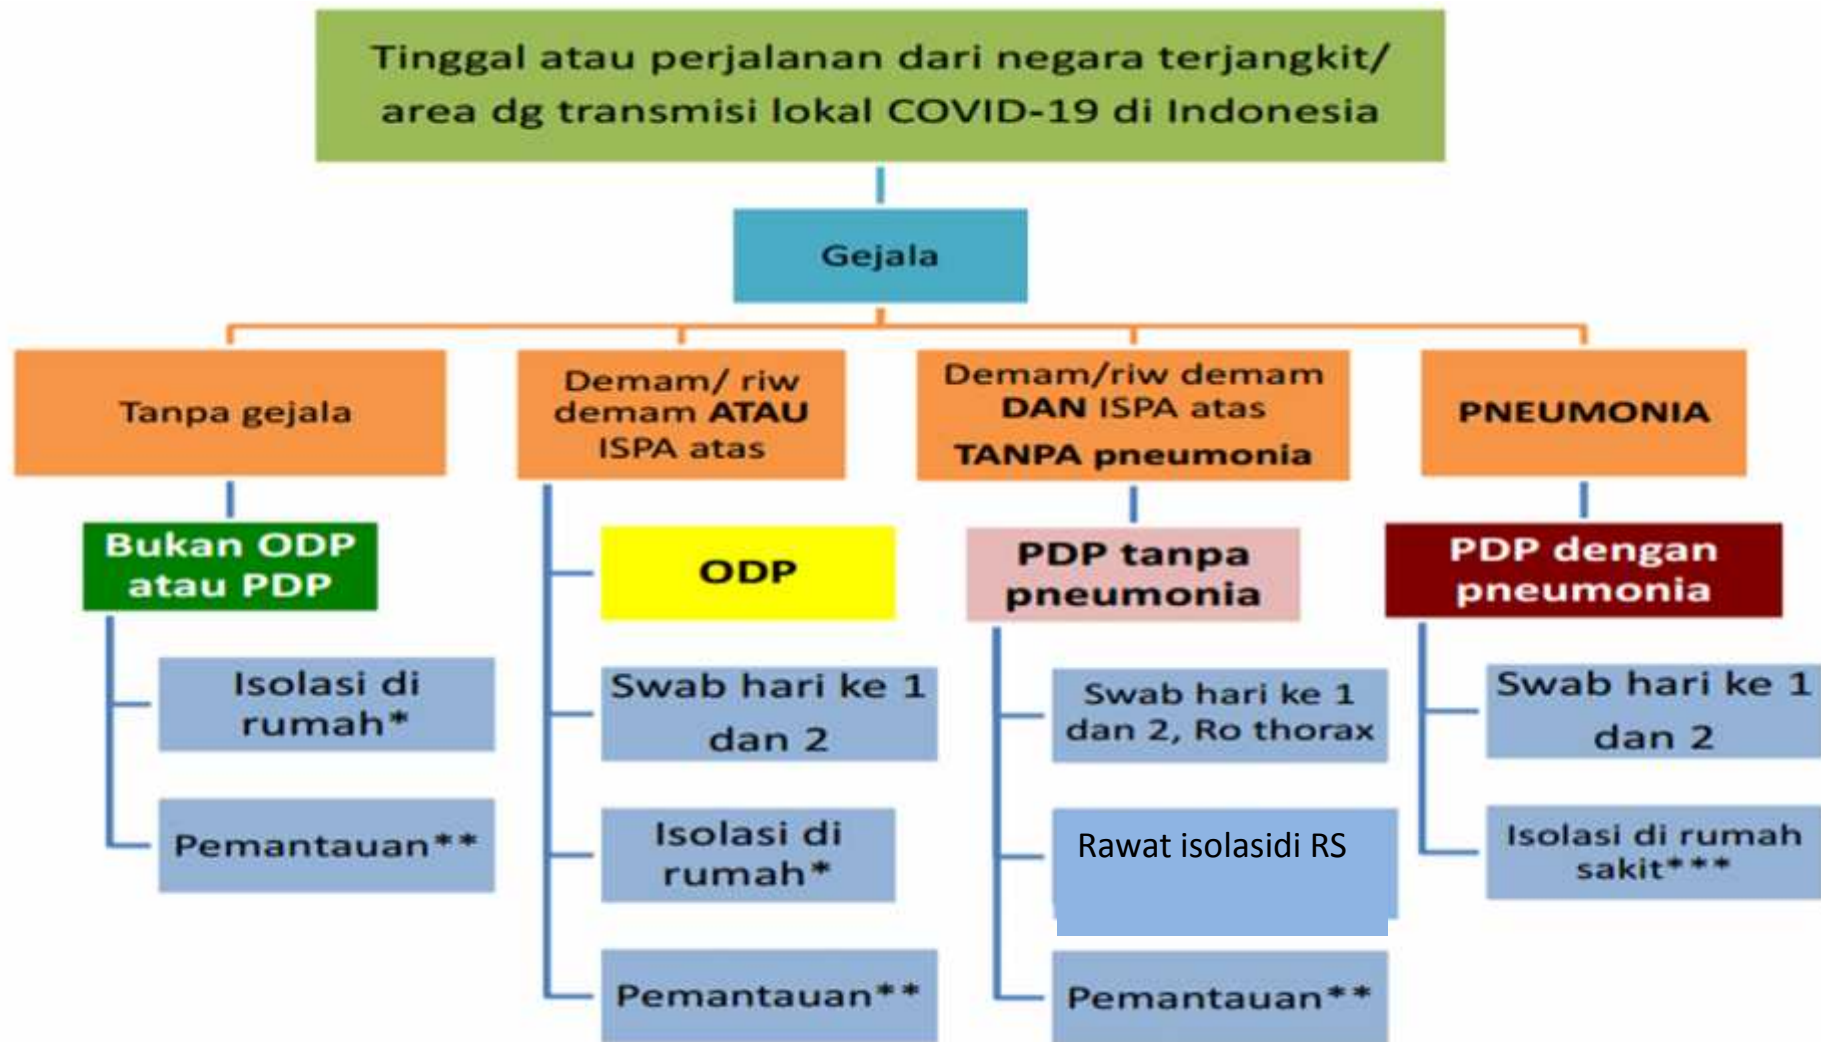 Tinggal atau perjalanan dari negara terjangkit/
area dg transmisi lokal COVID-19 di Indonesia
Gejala
Tanpa gejala
Demam/ riw
demam ATAU
ISPA atas
Demam/riw demam
DAN ISPA atas
TANPA pneumonia
PNEUMONIA
Bukan ODP
atau PDP
ODP
PDP tanpa
pneumonia
PDP dengan
pneumonia
Isolasi di
rumah*
Pemantauan**
Swab hari ke 1
dan 2
Isolasi di
rumah*
Pemantauan**
Swab hari ke 1
dan 2, Ro thorax
Rawat isolasidi RS
Pemantauan**
Swab hari ke 1
dan 2
Isolasi di rumah
sakit***